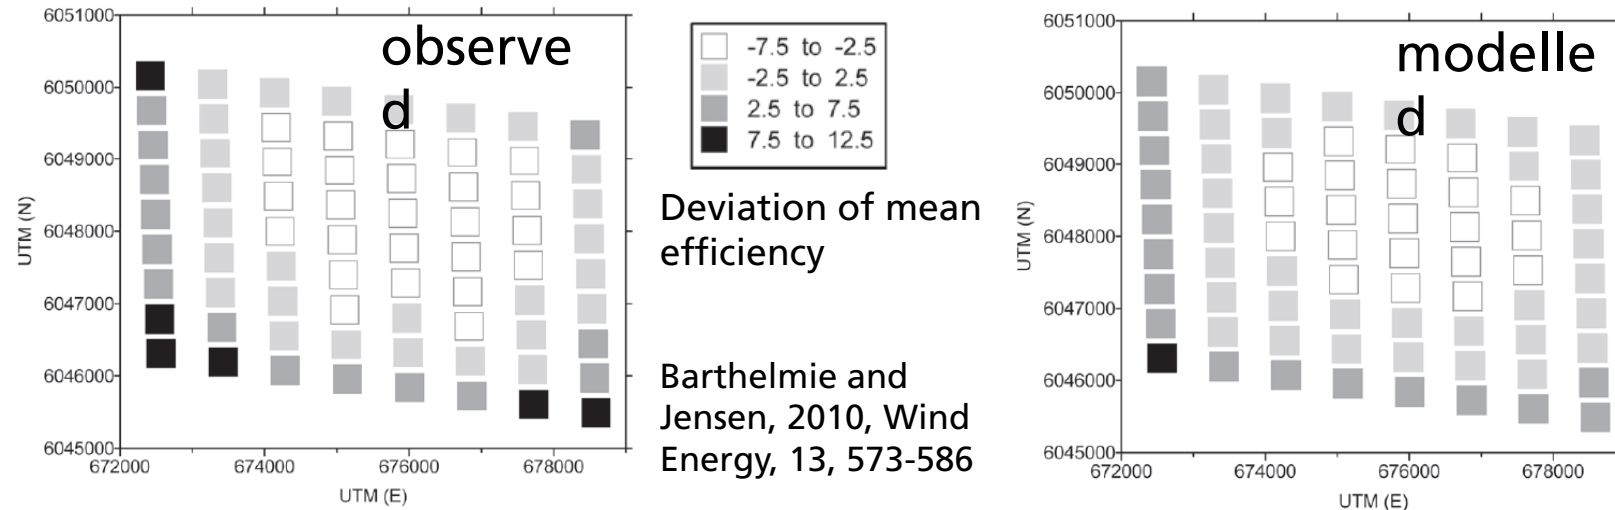 6051000
6050000
6049000
6048000
6047000
6046000
6045000
UTM (N)
672000 674000 676000 678000
UTM (E)
observe
d
-7.5 to -2.5
-2.5 to 2.5
2.5 to 7.5
7.5 to 12.5
Deviation of mean
efficiency
Barthelmie and
Jensen, 2010, Wind
Energy, 13, 573-586
6051000
6050000
6049000
6048000
6047000
6046000
6045000
UTM (N)
672000 674000 676000 678000
UTM (E)
modelle
d